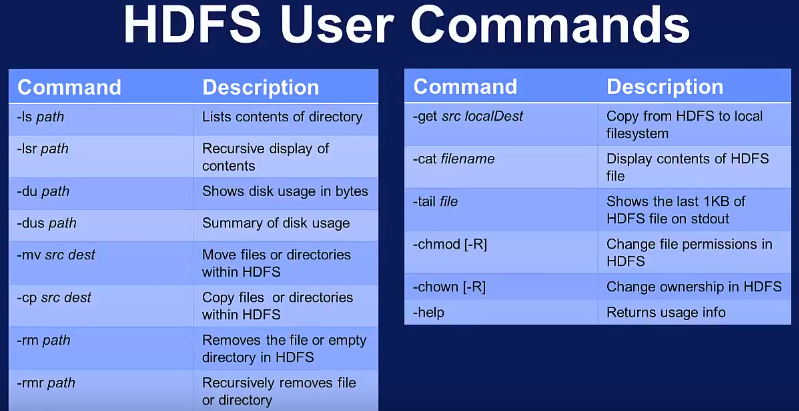 HDFS User Commands
Command Description
-ls path Lists contents of directory
-lsr path Recursive display of
contents
-du path Shows disk usage in bytes
-dus path Summary of disk usage
-mv src dest Move files or directories
within HDFS
-cp src dest Copy files or directories
within HDFS
-rm path Removes the file or empty
directory in HDFS
-rmr path Recursively removes file
or directory
Command Description
-get src localDest Copy from HDFS to local
filesystem
-cat filename Display contents of HDFS
file
-tail file Shows the last 1KB of
HDFS file on stdout
-chmod [-R] Change file permissions in
HDFS
-chown [-R] Change ownership in HDFS
-help Returns usage info